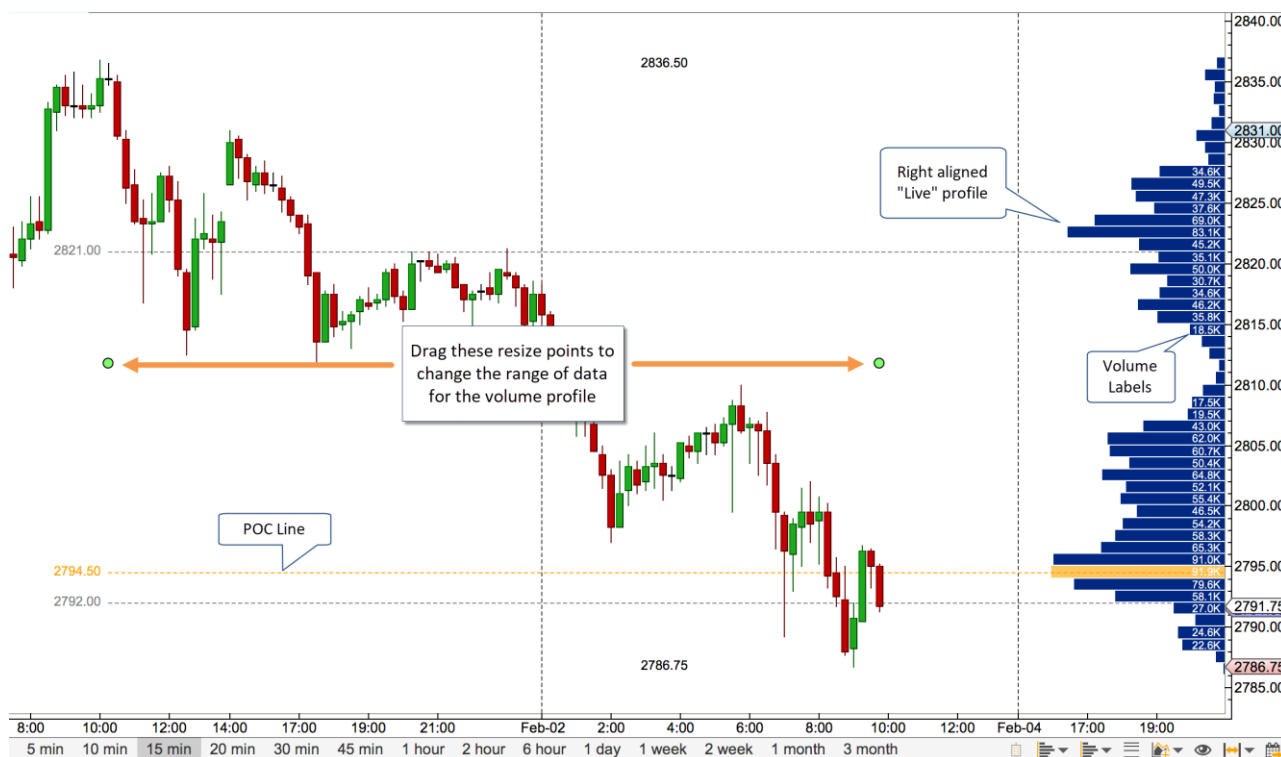 2840.00
2836.50
2835.00
2831.00
2830.00
Right aligned
"Live" profile
34.6K
49.5K
47.3K
37.6K
69.0K
83.1K
45.2K
35.1K
50.0K
30.7K
34.6K
46.2K
35.8K
18.5K
2825.00
2821.00
2820.00
2815.00
Drag these resize points to
change the range of data
for the volume profile
Volume
Labels
2810.00
17.5K
19.5K
43.0K
62.0K
60.7K
50.4K
64.8K
52.1K
55.4K
46.5K
54.2K
58.3K
65.3K
91.0K
91.9K
79.6K
58.1K
27.0K
24.6K
22.6K
2805.00
2800.00
POC Line
2794.50
2795.00
2792.00
2791.75
2790.00
2786.75
2786.75
2785.00
8:00 10:00 12:00 14:00 17:00 21:00 Feb-02 2:00 4:00 6:00 8:00 10:00 12:00 14:00 Feb-04 17:00 19:00
5 min 10 min 15 min 20 min 30 min 45 min 1 hour 2 hour 6 hour 1 day 1 week 2 week 1 month 3 month